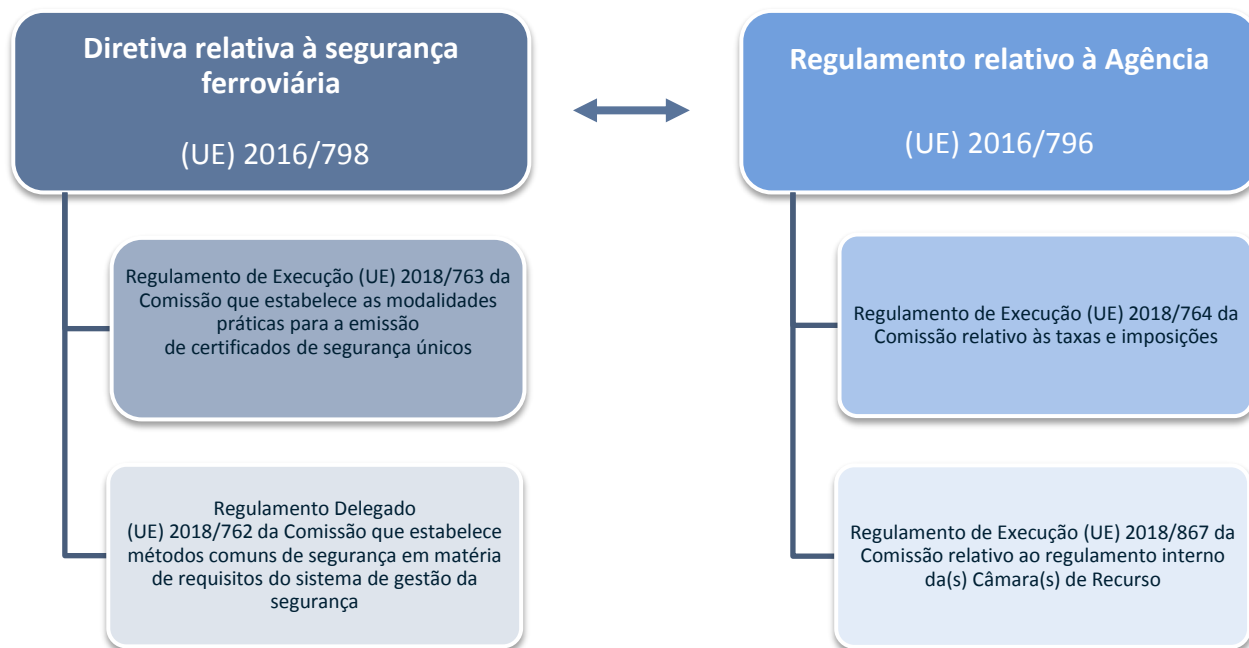 Diretiva relativa à segurança
ferroviária
(UE) 2016/798
Regulamento relativo à Agência
(UE) 2016/796
Regulamento de Execução (UE) 2018/763 da
Comissão que estabelece as modalidades
práticas para a emissão
de certificados de segurança únicos
Regulamento de Execução (UE) 2018/764 da
Comissão relativo às taxas e imposições
Regulamento Delegado
(UE) 2018/762 da Comissão que estabelece
métodos comuns de segurança em matéria
de requisitos do sistema de gestão da
segurança
Regulamento de Execução (UE) 2018/867 da
Comissão relativo ao regulamento interno
da(s) Câmara(s) de Recurso